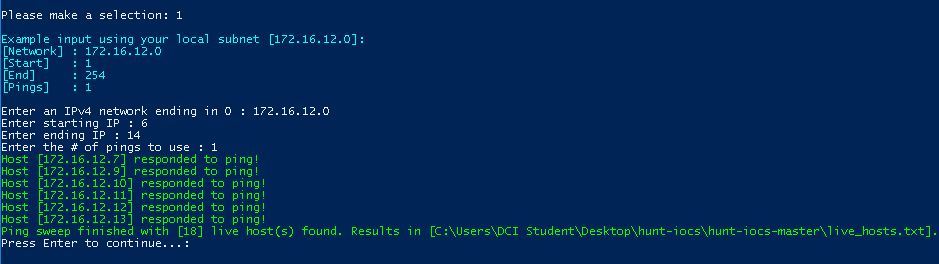 Please make a selection: 1
Example input using your local subnet [172.16.12.0]:
[Network] : 172.16.12.0
[Start]   : 1
[End]     : 254
[Pings]   : 1
Enter an IPv4 network ending in 0 : 172.16.12.0
Enter starting IP : 6
Enter ending IP : 14
Enter the # of pings to use : 1
Host [172.16.12.7] responded to ping!
Host [172.16.12.9] responded to ping!
Host [172.16.12.10] responded to ping!
Host [172.16.12.11] responded to ping!
Host [172.16.12.12] responded to ping!
Host [172.16.12.13] responded to ping!
Ping sweep finished with [18] live host(s) found. Results in [C:\Users\DCI Student\Desktop\hunt-iocs\hunt-iocs-master\live_hosts.txt].
Press Enter to continue...: